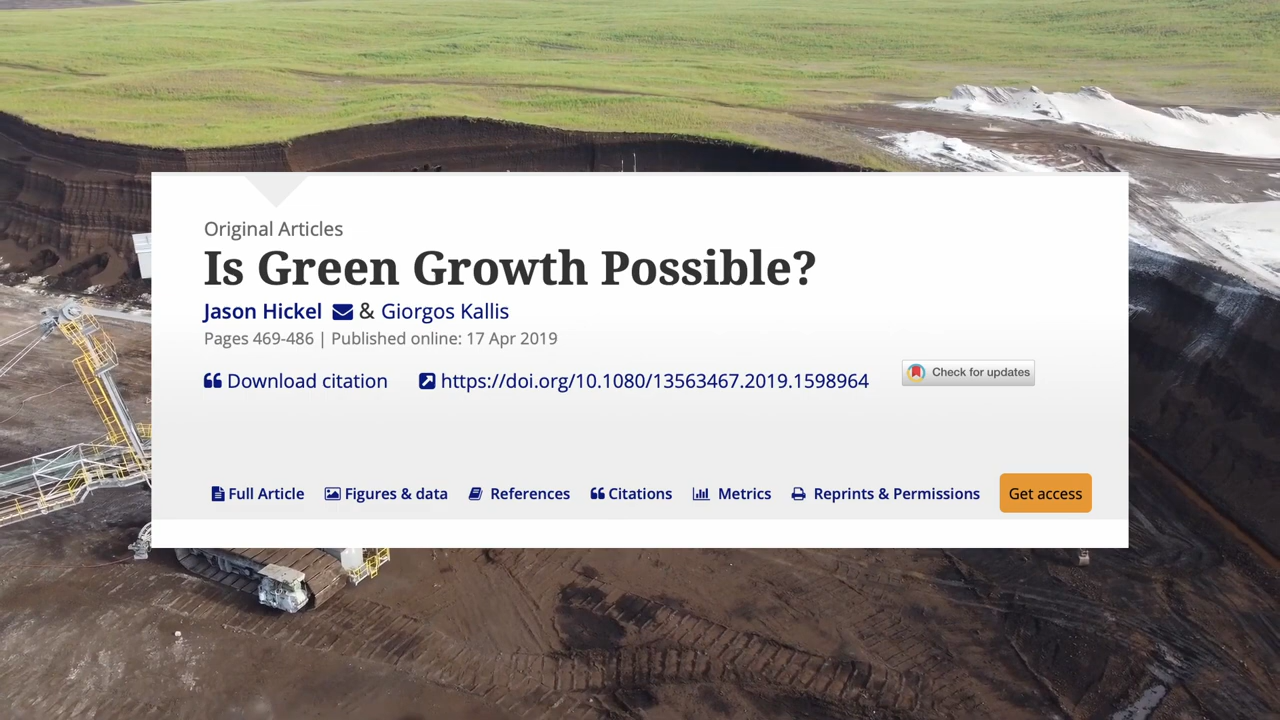 Original Articles
Is Green Growth Possible?
Jason Hickel & Giorgos Kallis
Pages 469-486 | Published online: 17 Apr 2019
Download citation https://doi.org/10.1080/13563467.2019.1598964 Check for updates
Full Article Figures & data References Citations Metrics Reprints & Permissions Get access